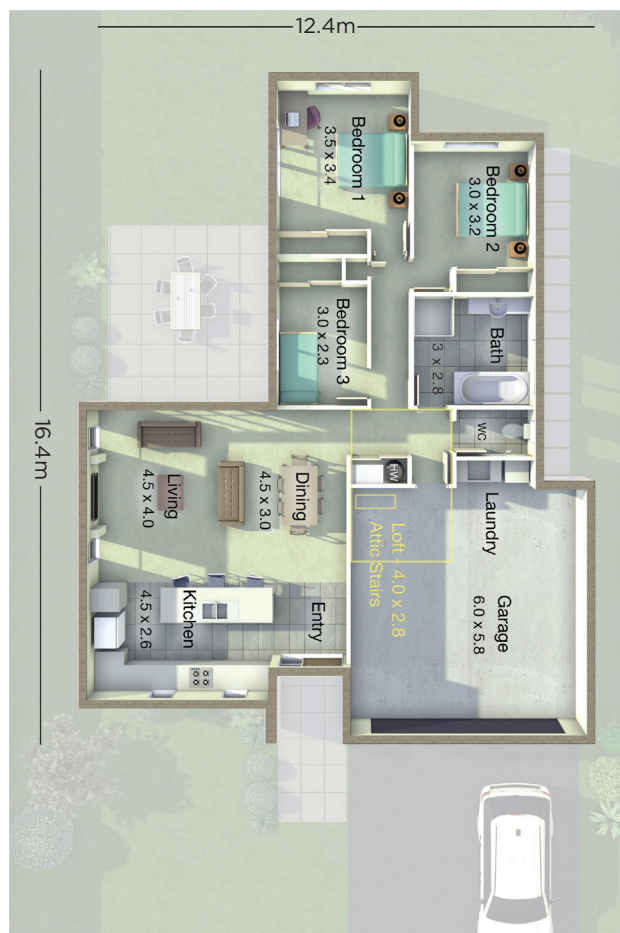 12.4m
16.4m
Bedroom 1
3.5 x 3.4
Bedroom 2
3.0 x 3.2
Bedroom 3
3.0 x 2.3
Bath
3 x 2.8
WC
HW
Laundry
Garage
6.0 x 5.8
Loft - 4.0 x 2.8
Attic Stairs
Dining
4.5 x 3.0
Living
4.5 x 4.0
Kitchen
4.5 x 2.6
Entry